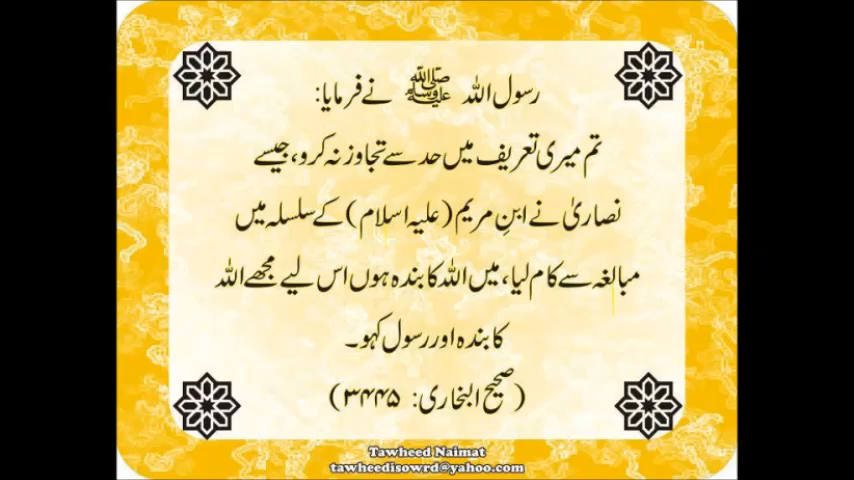 رسول اللہ ﷺ نے فرمایا:
تم میری تعریف میں حد سے تجاوز نہ کرو، جیسے
نصاریٰ نے ابنِ مریم (علیہ اسلام) کے سلسلہ میں
مبالغہ سے کام لیا، میں اللہ کا بندہ ہوں اس لیے مجھے اللہ
کا بندہ اور رسول کہو۔
(صحیح البخاری: ۳۴۴۵)
Tawheed Naimat
tawheedisowrd@yahoo.com